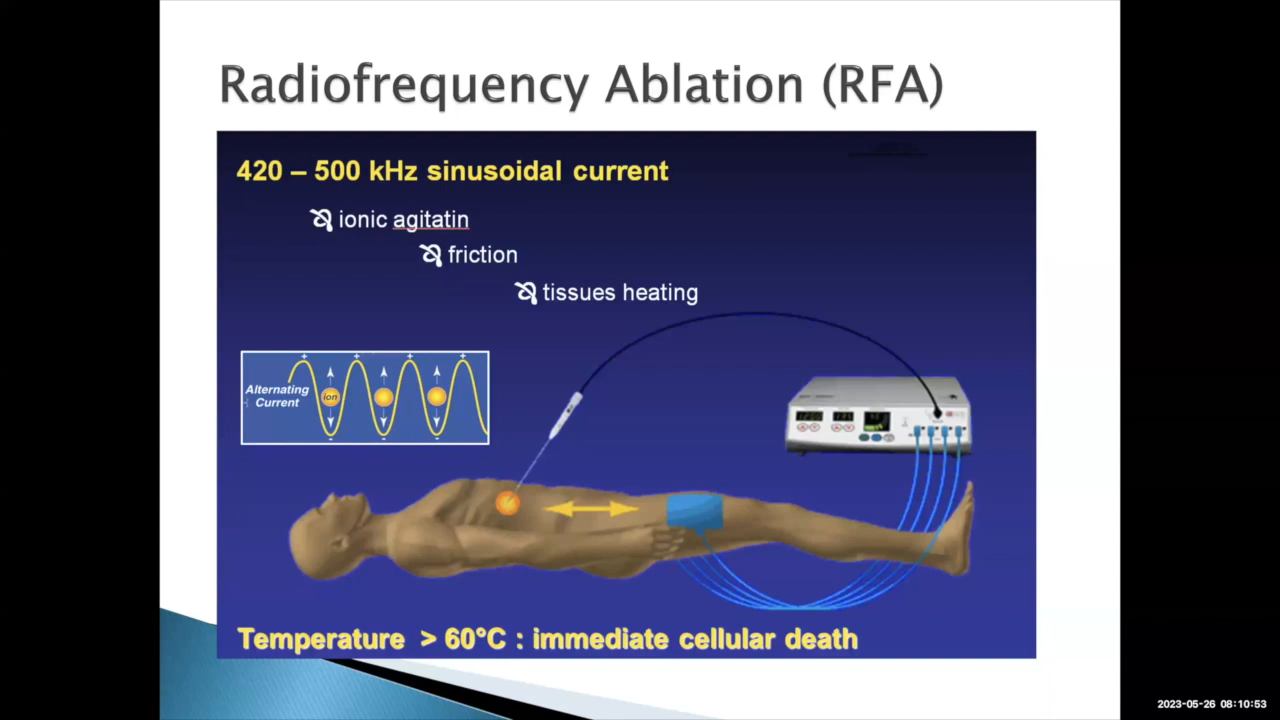 Radiofrequency Ablation (RFA)
420 – 500 kHz sinusoidal current
ionic agitatin
friction
tissues heating
Alternating
Current
ion
Temperature > 60°C : immediate cellular death
2023-05-26 08:10:53